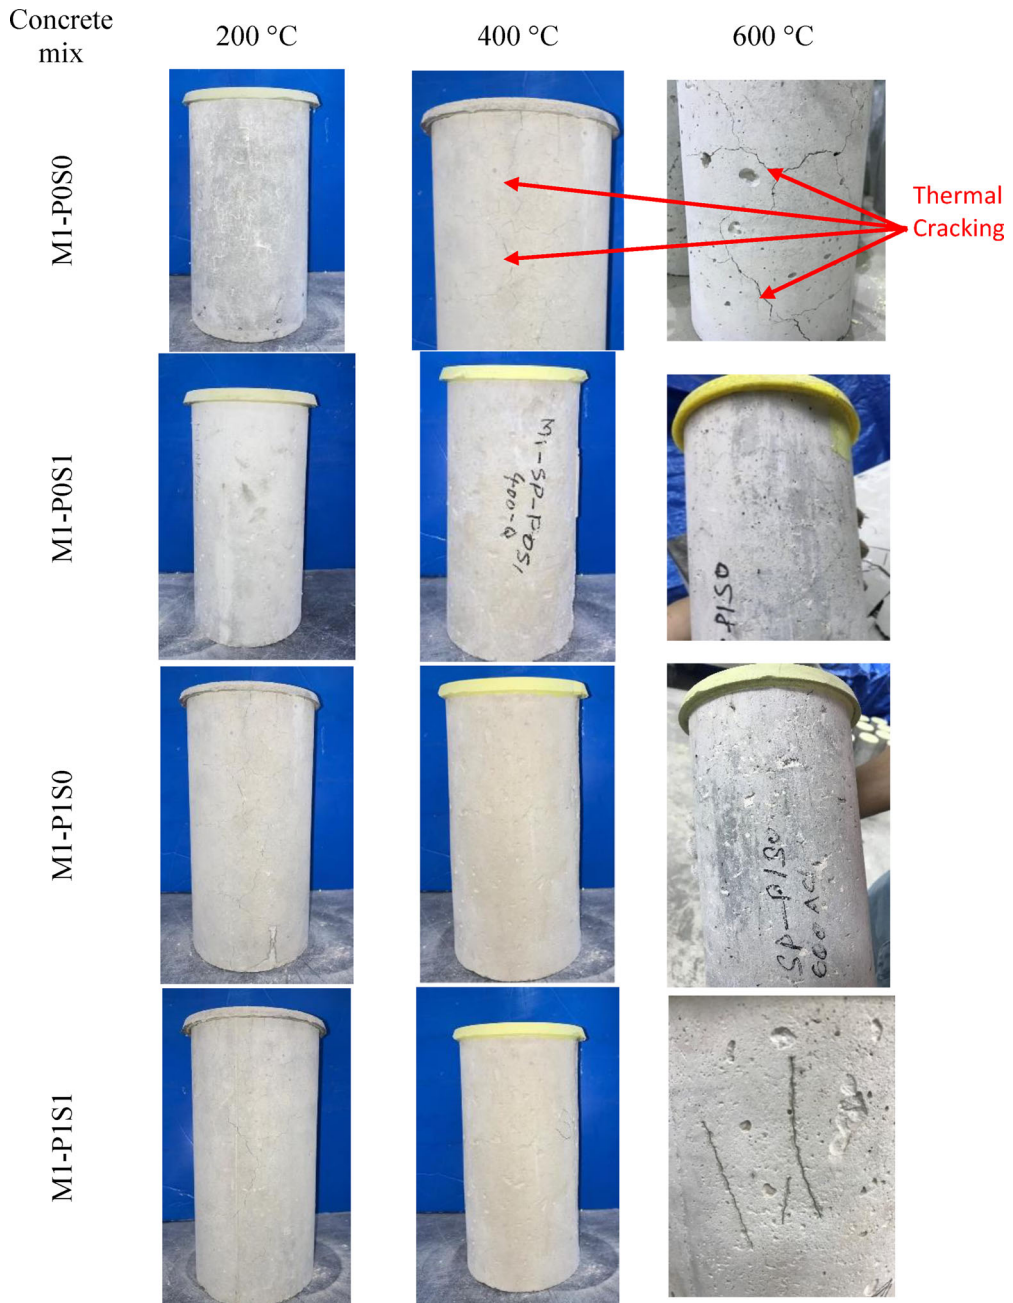 Concrete
mix
200 °C
400 °C
600 °C
M1-P0S0
Thermal
Cracking
M1-P0S1
M1-SP-P0S1
400-Q
M1-P1S0
SP-P1S0
M1-P1S1